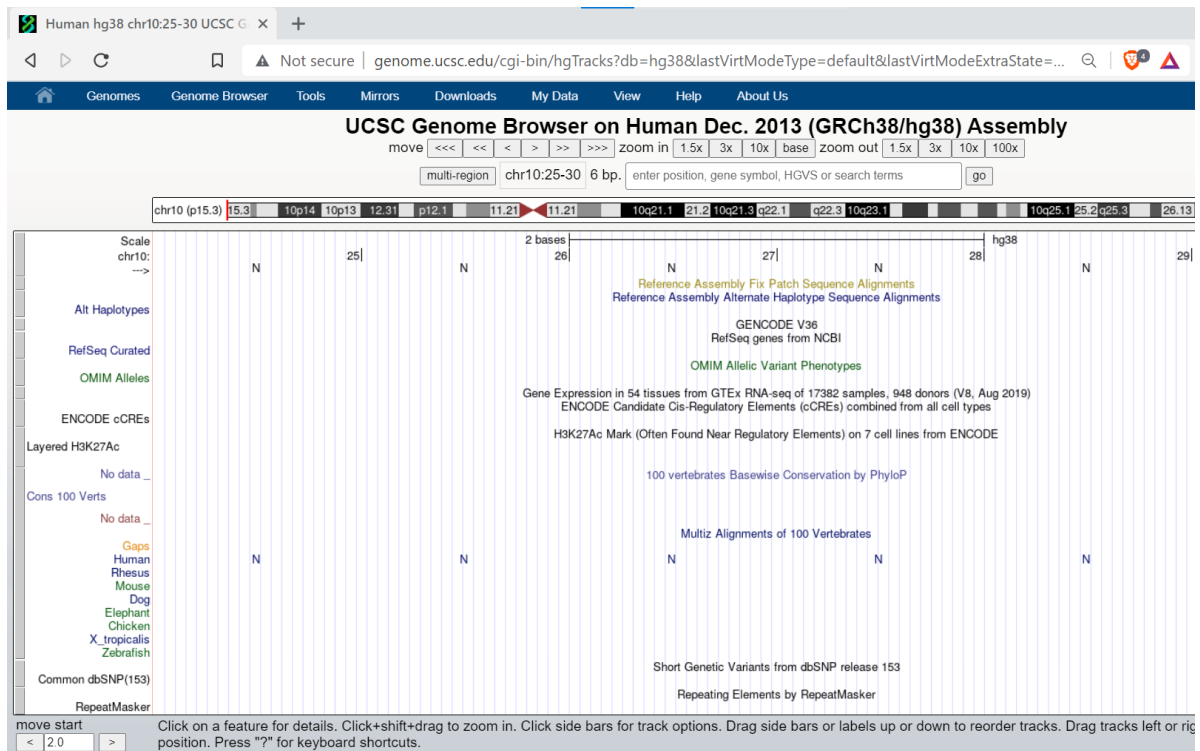 Human hg38 chr10:25-30 UCSC G
Not secure | genome.ucsc.edu/cgi-bin/hgTracks?db=hg38&lastVirtModeType=default&lastVirtModeExtraState=...
4
Genomes Genome Browser Tools Mirrors Downloads My Data View Help About Us
UCSC Genome Browser on Human Dec. 2013 (GRCh38/hg38) Assembly
move <<< << < > >> >>> zoom in 1.5x 3x 10x base zoom out 1.5x 3x 10x 100x
multi-region chr10:25-30 6 bp. enter position, gene symbol, HGVS or search terms go
chr10 (p15.3) 15.3 10p14 10p13 12.31 p12.1 11.21 11.21 10q21.1 21.2 10q21.3 q22.1 q22.3 10q23.1 10q25.1 25.2 q25.3 26.13
Scale 2 bases hg38
chr10: 25| 26| 27| 28| 29|
---> N N N N N
Reference Assembly Fix Patch Sequence Alignments
Reference Assembly Alternate Haplotype Sequence Alignments
Alt Haplotypes
GENCODE V36
RefSeq genes from NCBI
RefSeq Curated
OMIM Allelic Variant Phenotypes
OMIM Alleles
Gene Expression in 54 tissues from GTEx RNA-seq of 17382 samples, 948 donors (V8, Aug 2019)
ENCODE Candidate Cis-Regulatory Elements (cCREs) combined from all cell types
ENCODE cCREs
H3K27Ac Mark (Often Found Near Regulatory Elements) on 7 cell lines from ENCODE
Layered H3K27Ac
No data _ 100 vertebrates Basewise Conservation by PhyloP
Cons 100 Verts
No data _
Multiz Alignments of 100 Vertebrates
Gaps
Human N N N N N
Rhesus
Mouse
Dog
Elephant
Chicken
X_tropicalis
Zebrafish
Short Genetic Variants from dbSNP release 153
Common dbSNP(153)
Repeating Elements by RepeatMasker
RepeatMasker
move start Click on a feature for details. Click+shift+drag to zoom in. Click side bars for track options. Drag side bars or labels up or down to reorder tracks. Drag tracks left or rig
< 2.0 > position. Press "?" for keyboard shortcuts.